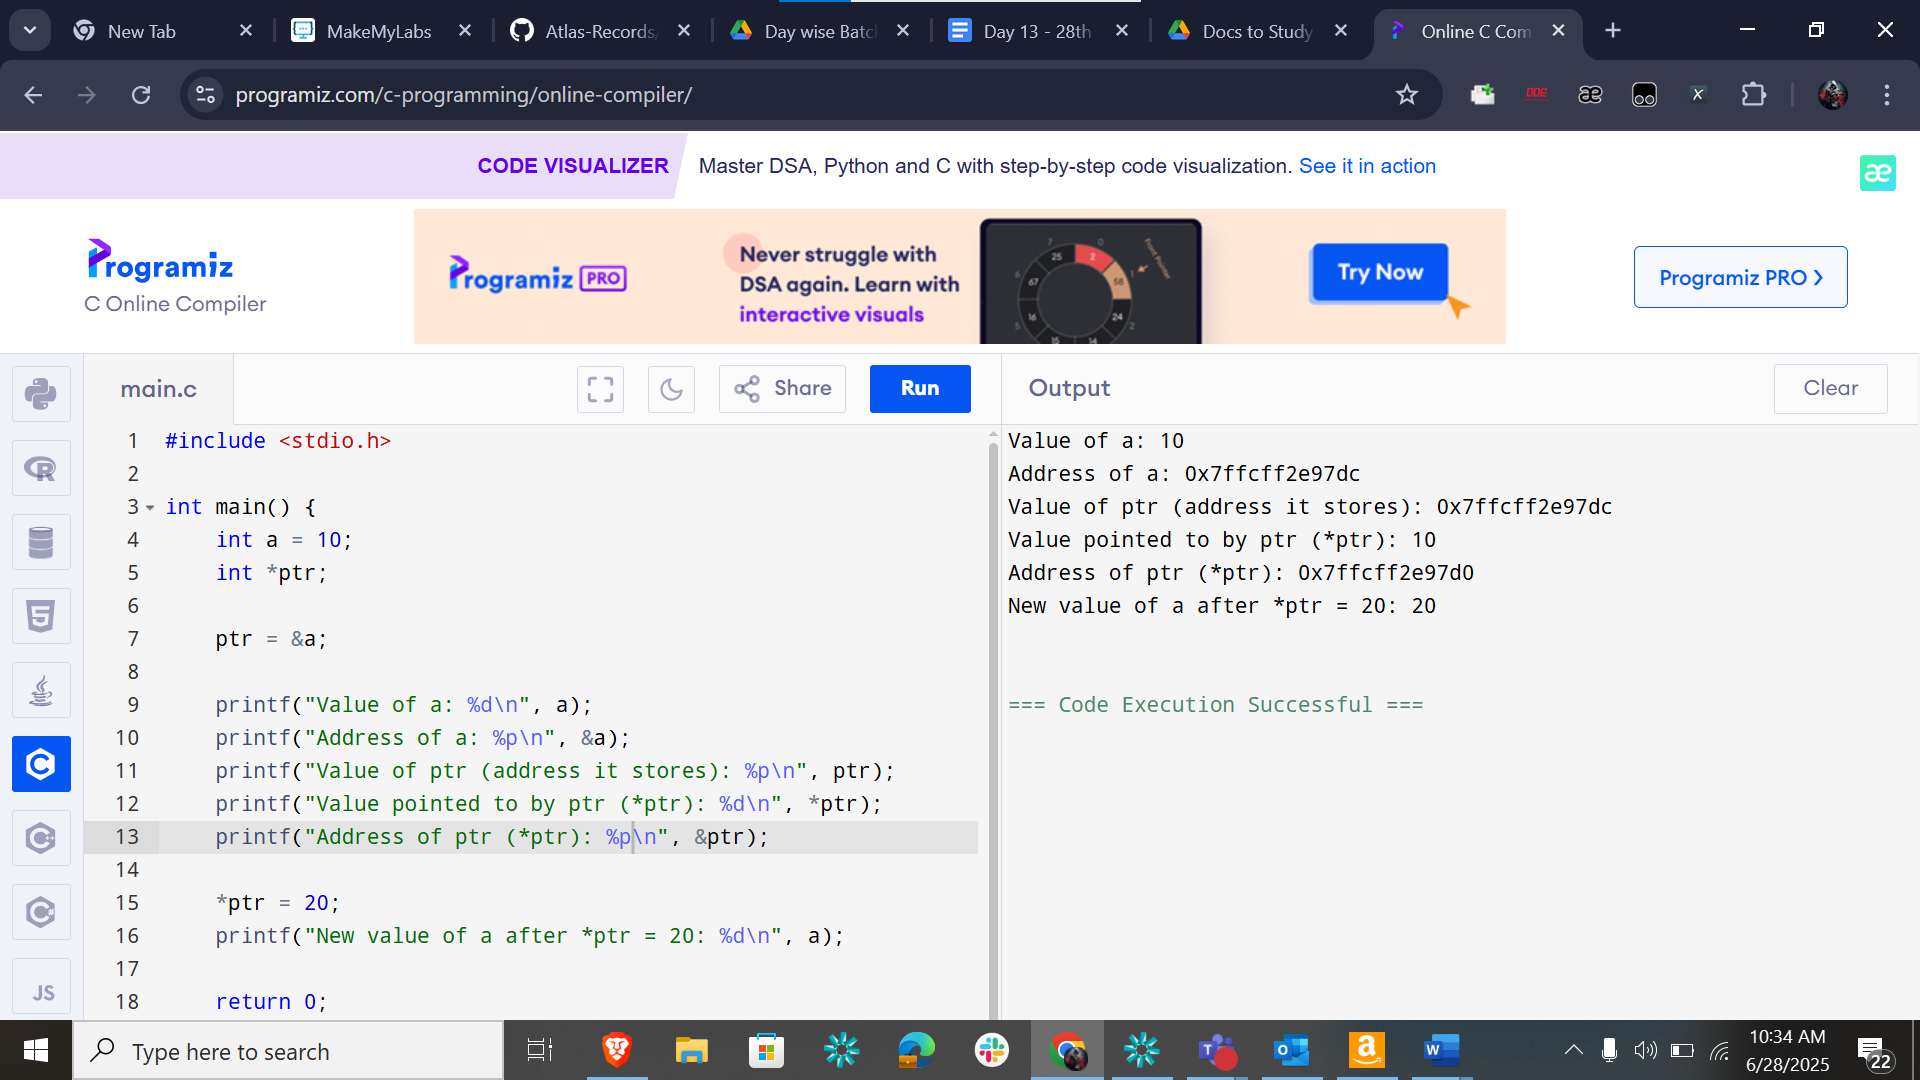 New Tab
MakeMyLabs
Atlas-Records
Day wise Batc
Day 13 - 28th
Docs to Study
Online C Com
programiz.com/c-programming/online-compiler/
CODE VISUALIZER
Master DSA, Python and C with step-by-step code visualization. See it in action
Programiz
C Online Compiler
Programiz PRO
Never struggle with
DSA again. Learn with
interactive visuals
Try Now
Programiz PRO
main.c
Share
Run
Output
Clear
1 #include <stdio.h>
2
3 int main() {
4 int a = 10;
5 int *ptr;
6
7 ptr = &a;
8
9 printf("Value of a: %d\n", a);
10 printf("Address of a: %p\n", &a);
11 printf("Value of ptr (address it stores): %p\n", ptr);
12 printf("Value pointed to by ptr (*ptr): %d\n", *ptr);
13 printf("Address of ptr (*ptr): %p\n", &ptr);
14
15 *ptr = 20;
16 printf("New value of a after *ptr = 20: %d\n", a);
17
18 return 0;
Value of a: 10
Address of a: 0x7ffcff2e97dc
Value of ptr (address it stores): 0x7ffcff2e97dc
Value pointed to by ptr (*ptr): 10
Address of ptr (*ptr): 0x7ffcff2e97d0
New value of a after *ptr = 20: 20
=== Code Execution Successful ===
JS
Type here to search
10:34 AM
6/28/2025
22